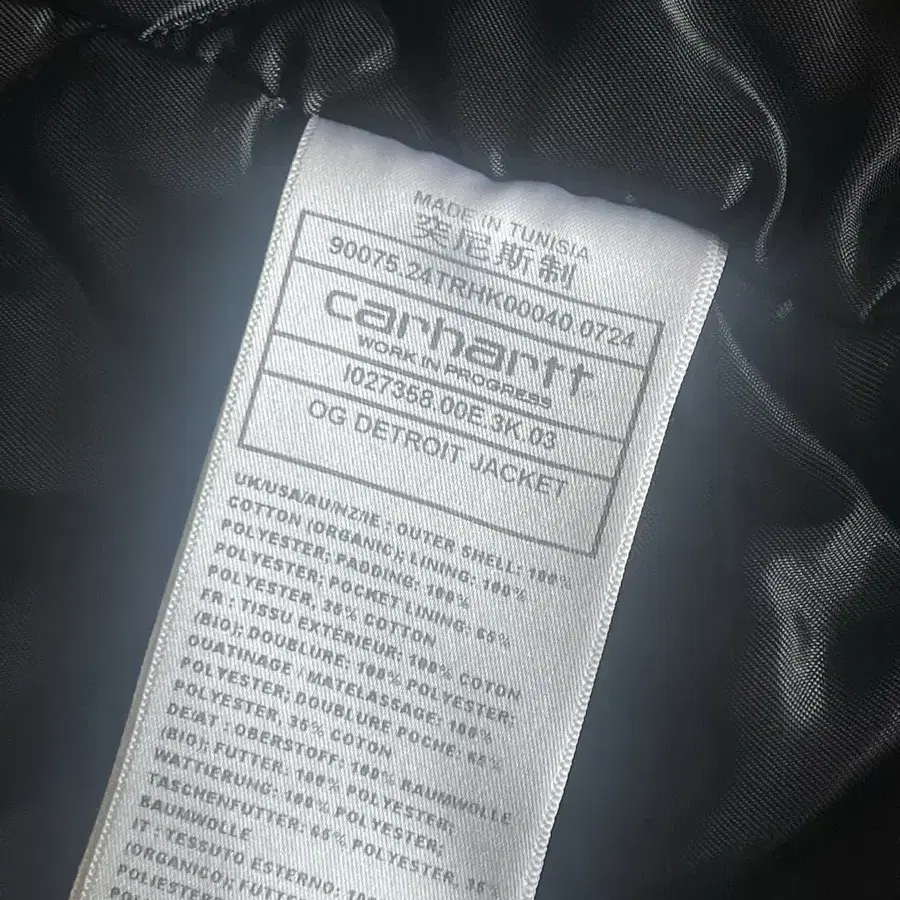 MADE IN TUNISIA
突尼斯制
90075.24TRHK00040.0724
carhartt
WORK IN PROGRESS
I027358.00E.3K.03
OG DETROIT JACKET
UK/USA/AU/NZ/IE : OUTER SHELL: 100%
COTTON (ORGANIC); LINING: 100%
POLYESTER; PADDING: 100%
POLYESTER; POCKET LINING: 65%
POLYESTER, 35% COTTON
FR : TISSU EXTERIEUR: 100% COTON
(BIO); DOUBLURE: 100% POLYESTER;
OUATINAGE / MATELASSAGE: 100%
POLYESTER; DOUBLURE POCHE: 65%
POLYESTER, 35% COTON
DE/AT : OBERSTOFF: 100% BAUMWOLLE
(BIO); FUTTER: 100% POLYESTER;
WATTIERUNG: 100% POLYESTER;
TASCHENFUTTER: 65% POLYESTER, 35%
BAUMWOLLE
IT : TESSUTO ESTERNO: 100%
(ORGANICO);